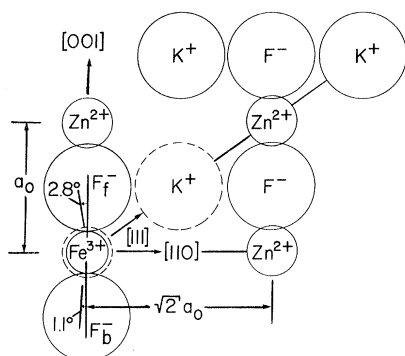 [001]
K+ F− K+
Zn2+ Zn2+
a₀
2.8° Ff− K+ F−
[111]
Fe3+ [110] Zn2+
√2 a₀
1.1° Fb−